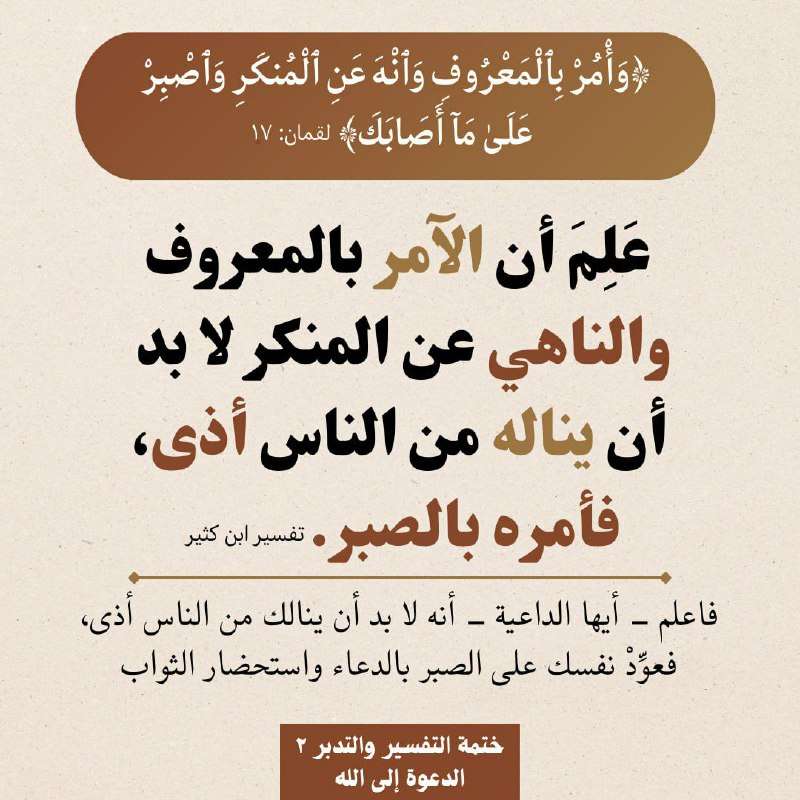 ﴿وَأْمُرْ بِٱلْمَعْرُوفِ وَٱنْهَ عَنِ ٱلْمُنكَرِ وَٱصْبِرْ
عَلَىٰ مَآ أَصَابَكَ﴾ لقمان: ١٧
عَلِمَ أن الآمر بالمعروف
والناهي عن المنكر لا بد
أن يناله من الناس أذى،
فأمره بالصبر. تفسير ابن كثير
فاعلم – أيها الداعية – أنه لا بد أن ينالك من الناس أذى،
فعوِّدْ نفسك على الصبر بالدعاء واستحضار الثواب
ختمة التفسير والتدبر ٢
الدعوة إلى الله